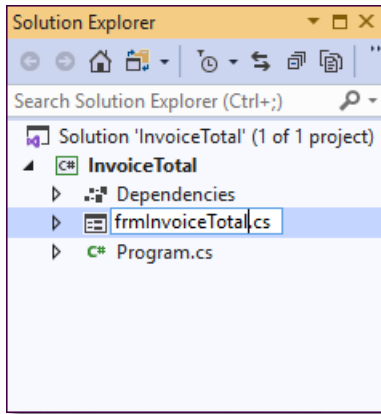 Solution Explorer
Search Solution Explorer (Ctrl+;)
Solution 'InvoiceTotal' (1 of 1 project)
C# InvoiceTotal
Dependencies
frmInvoiceTotal.cs
C# Program.cs